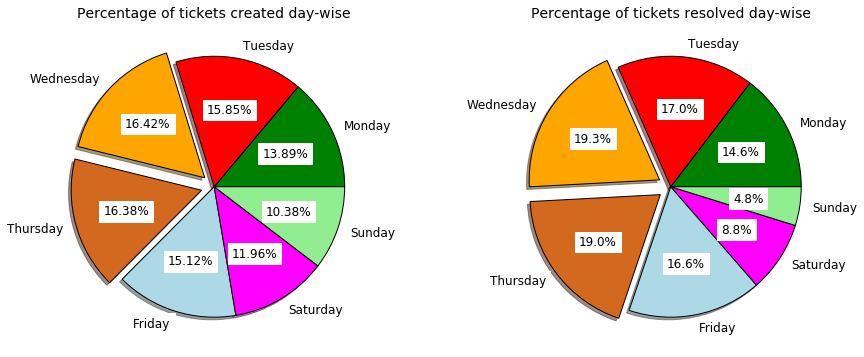 Percentage of tickets created day-wise
Tuesday
Wednesday
15.85%
16.42%
Monday
13.89%
16.38%
10.38%
Thursday
Sunday
11.96%
15.12%
Saturday
Friday
Percentage of tickets resolved day-wise
Tuesday
Wednesday
17.0%
Monday
19.3%
14.6%
4.8%
Sunday
8.8%
19.0%
16.6%
Saturday
Thursday
Friday